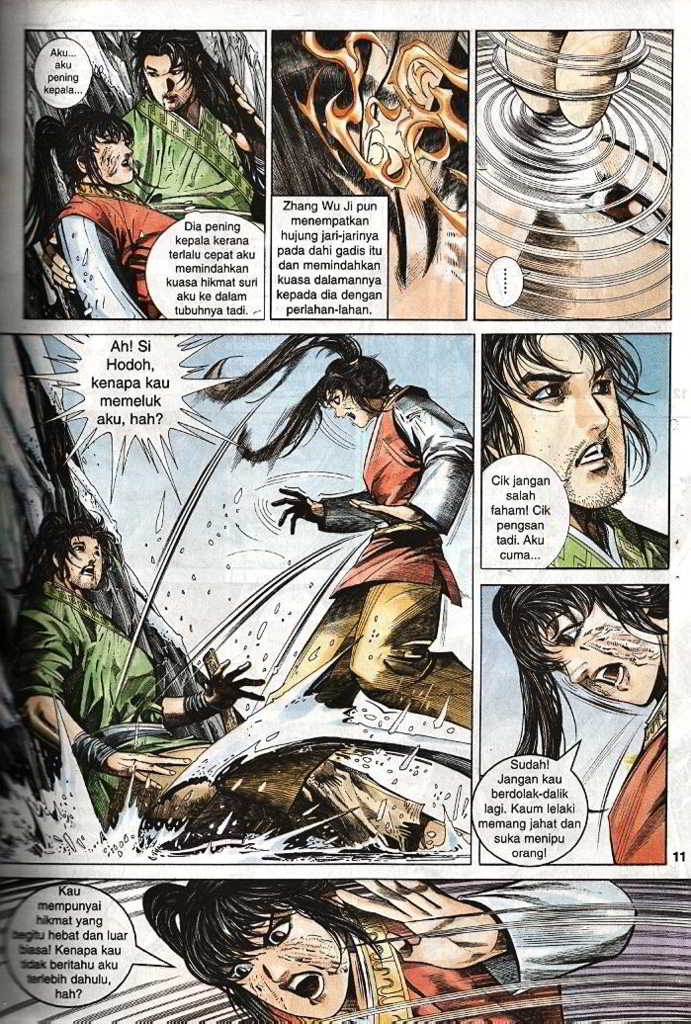 Aku...
aku
pening
kepala...
Dia pening
kepala kerana
terlalu cepat aku
memindahkan
kuasa hikmat suri
aku ke dalam
tubuhnya tadi.
Zhang Wu Ji pun
menempatkan
hujung jari-jarinya
pada dahi gadis itu
dan memindahkan
kuasa dalamannya
kepada dia dengan
perlahan-lahan.
......
Ah! Si
Hodoh,
kenapa kau
memeluk
aku, hah?
Cik jangan
salah
faham! Cik
pengsan
tadi. Aku
cuma...
Sudah!
Jangan kau
berdolak-dalik
lagi. Kaum lelaki
memang jahat dan
suka menipu
orang!
11
Kau
mempunyai
hikmat yang
begitu hebat dan luar
biasa! Kenapa kau
tidak beritahu aku
terlebih dahulu,
hah?